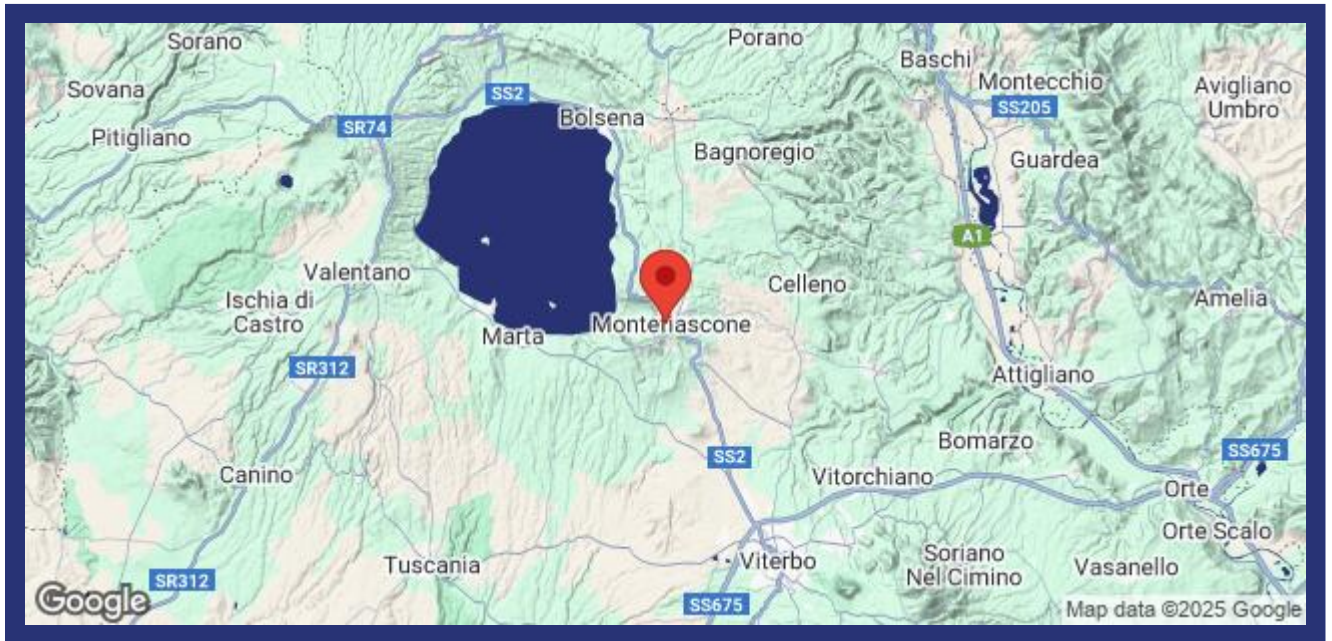 Sorano
Porano
Baschi
Sovana
SS2
Montecchio
SS205
Avigliano
Umbro
Pitigliano
SR74
Bolsena
Bagnoregio
Guardea
A1
Valentano
Celleno
Ischia di
Castro
Amelia
Marta
Montefiascone
SR312
Attigliano
Bomarzo
SS675
SS2
Canino
Vitorchiano
Orte
Orte Scalo
Tuscania
Viterbo
Soriano
Nel Cimino
Vasanello
SR312
SS675
Google
Map data ©2025 Google